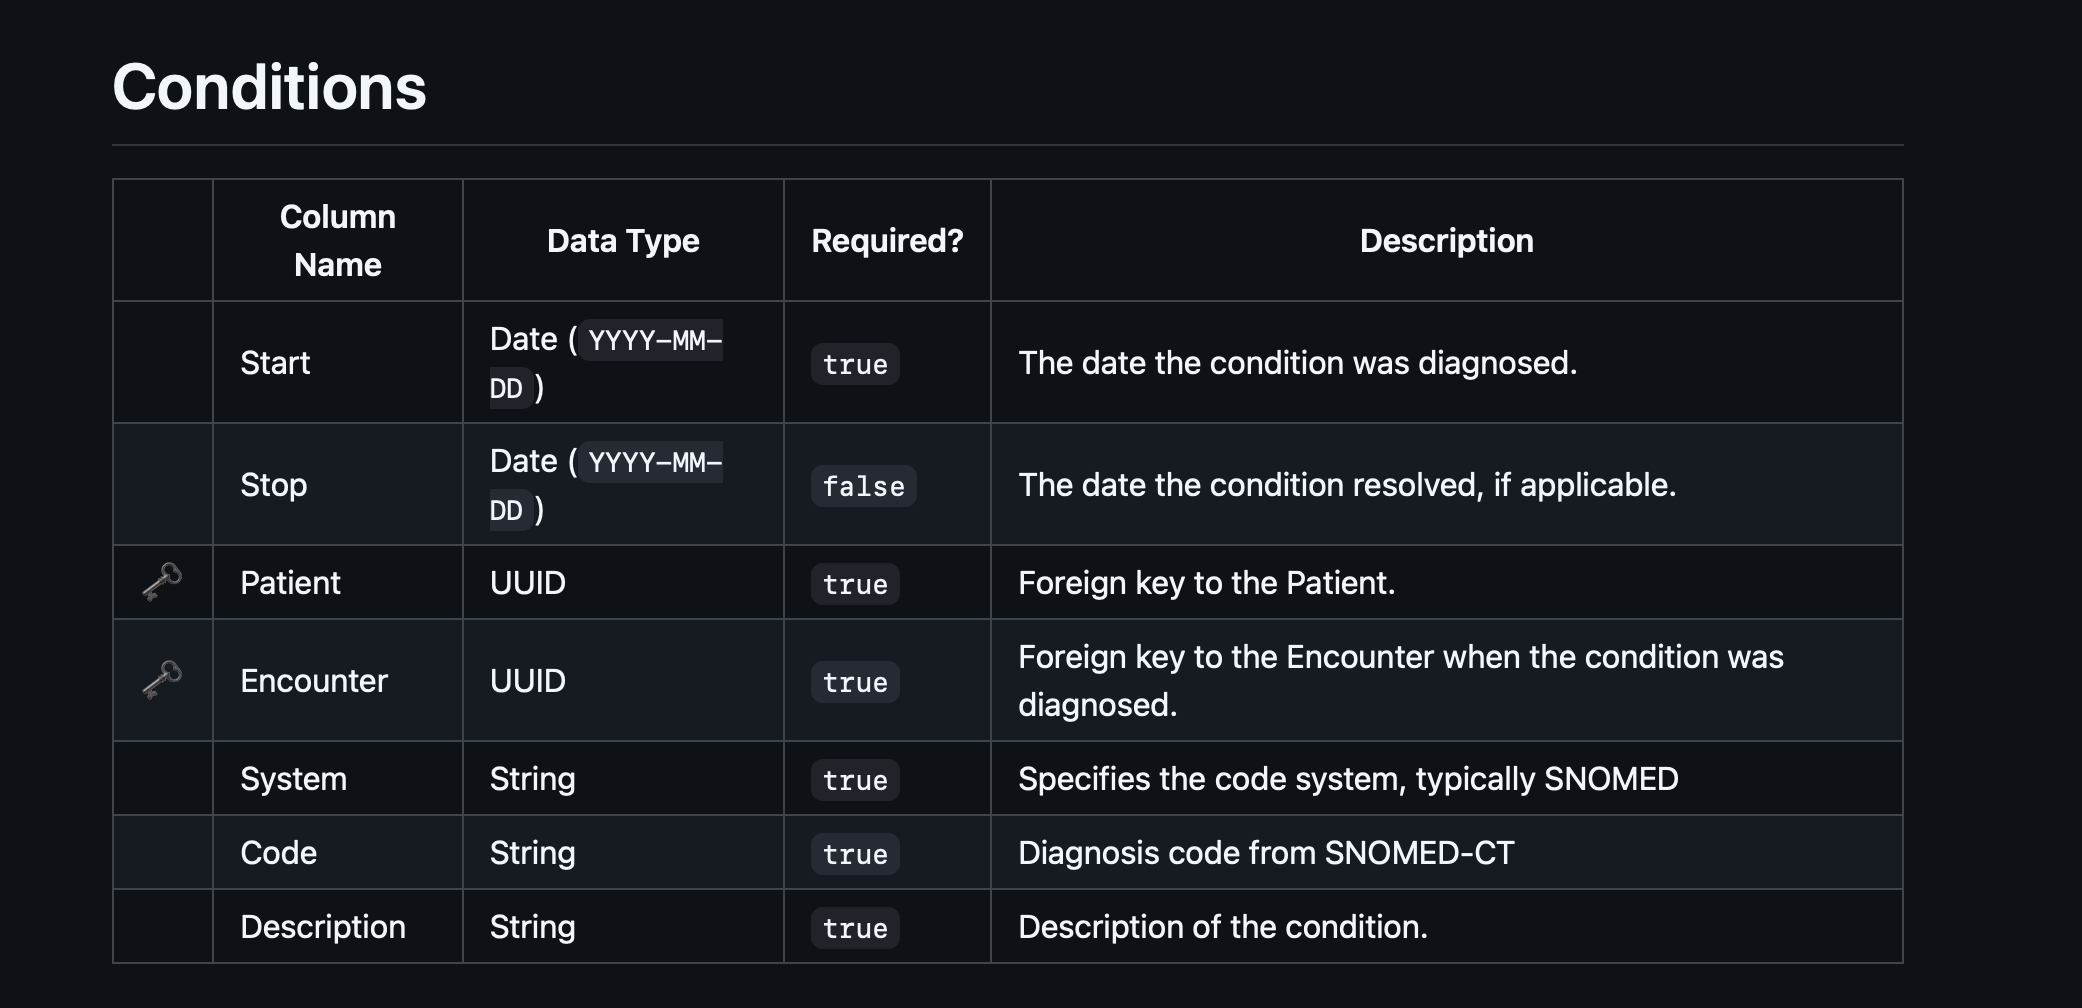 Conditions
Column
Name
Data Type
Required?
Description
Start
Date (YYYY-MM-
DD)
true
The date the condition was diagnosed.
Stop
Date (YYYY-MM-
DD)
false
The date the condition resolved, if applicable.
Patient
UUID
true
Foreign key to the Patient.
Encounter
UUID
true
Foreign key to the Encounter when the condition was
diagnosed.
System
String
true
Specifies the code system, typically SNOMED
Code
String
true
Diagnosis code from SNOMED-CT
Description
String
true
Description of the condition.